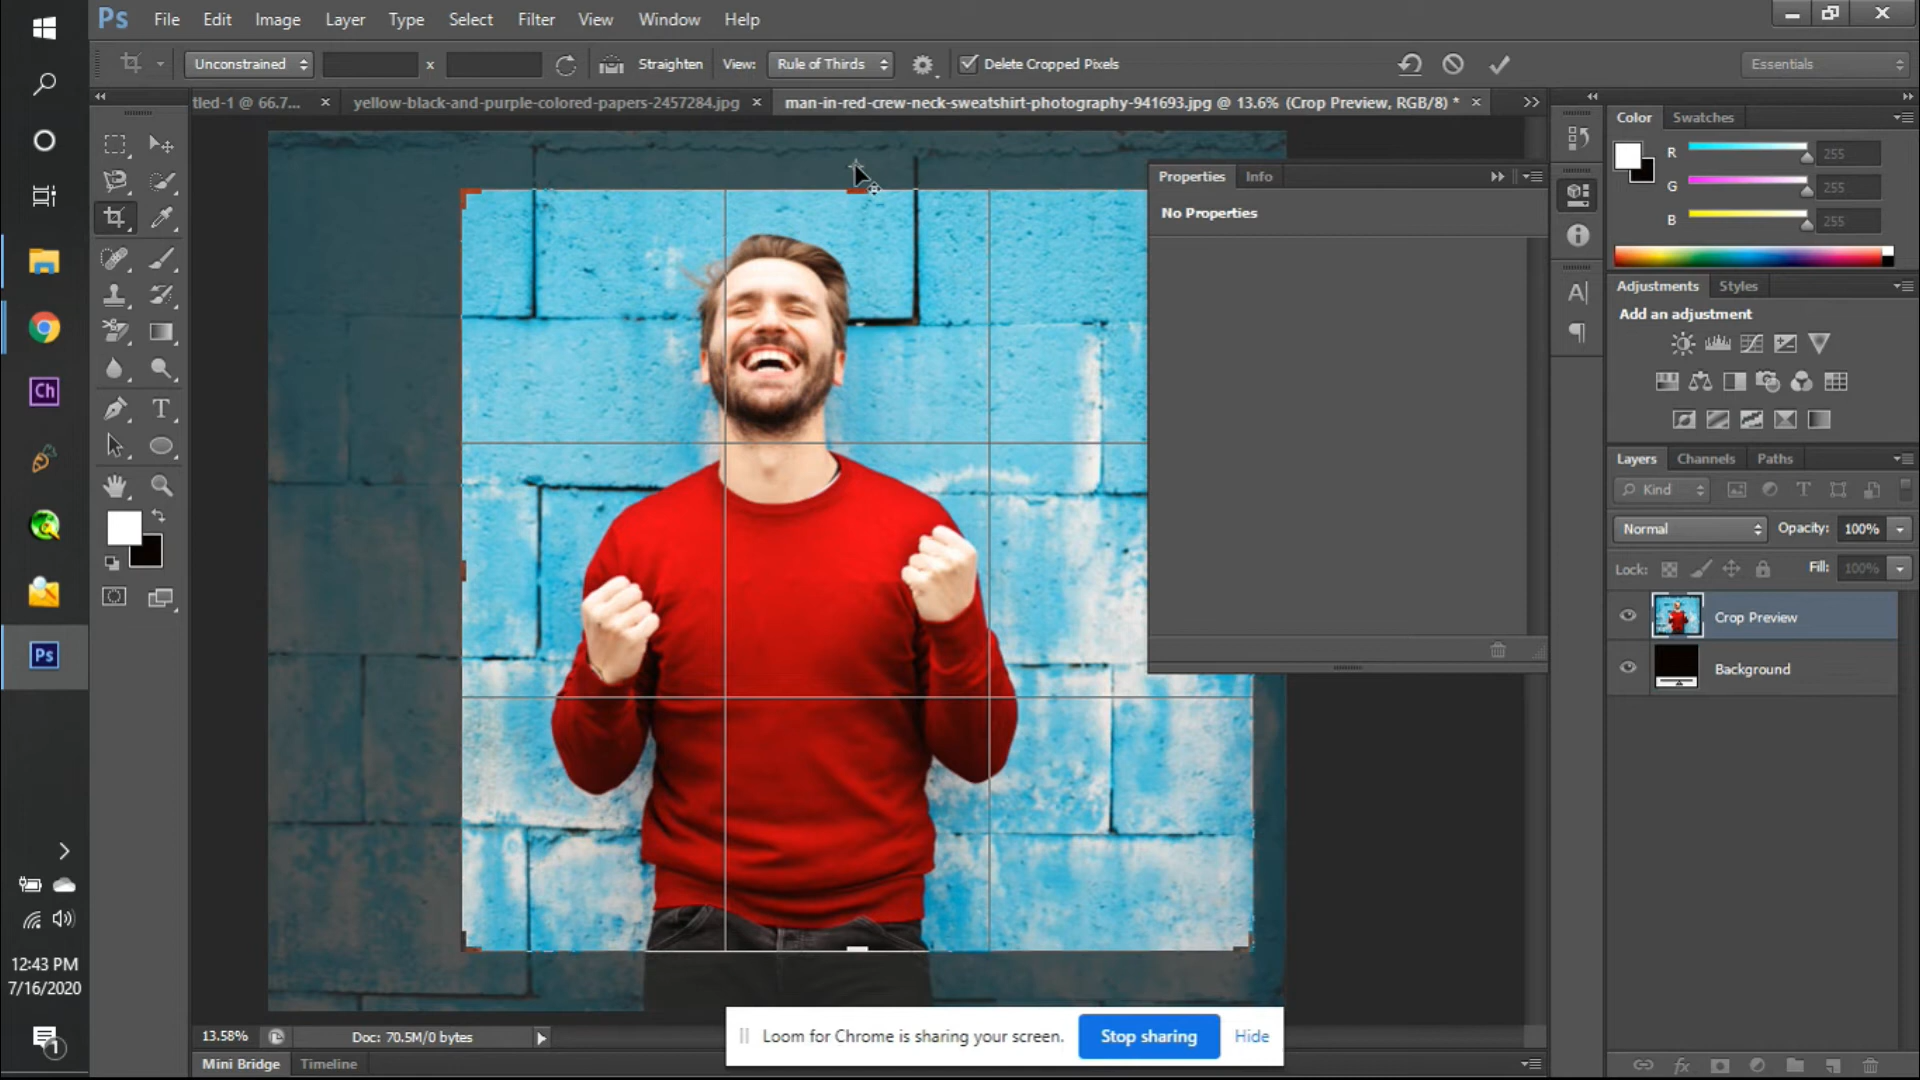 Ps File Edit Image Layer Type Select Filter View Window Help
Unconstrained x Straighten View: Rule of Thirds Delete Cropped Pixels Essentials
tled-1 @ 66.7... × yellow-black-and-purple-colored-papers-2457284.jpg × man-in-red-crew-neck-sweatshirt-photography-941693.jpg @ 13.6% (Crop Preview, RGB/8) * ×
Color Swatches
R 255
G 255
B 255
Properties Info
No Properties
Adjustments Styles
Add an adjustment
Layers Channels Paths
Kind
Normal Opacity: 100%
Lock: Fill: 100%
Crop Preview
Background
Ch
T
Ps
12:43 PM
7/16/2020
1
13.58% Doc: 70.5M/0 bytes
Loom for Chrome is sharing your screen. Stop sharing Hide
Mini Bridge Timeline
fx